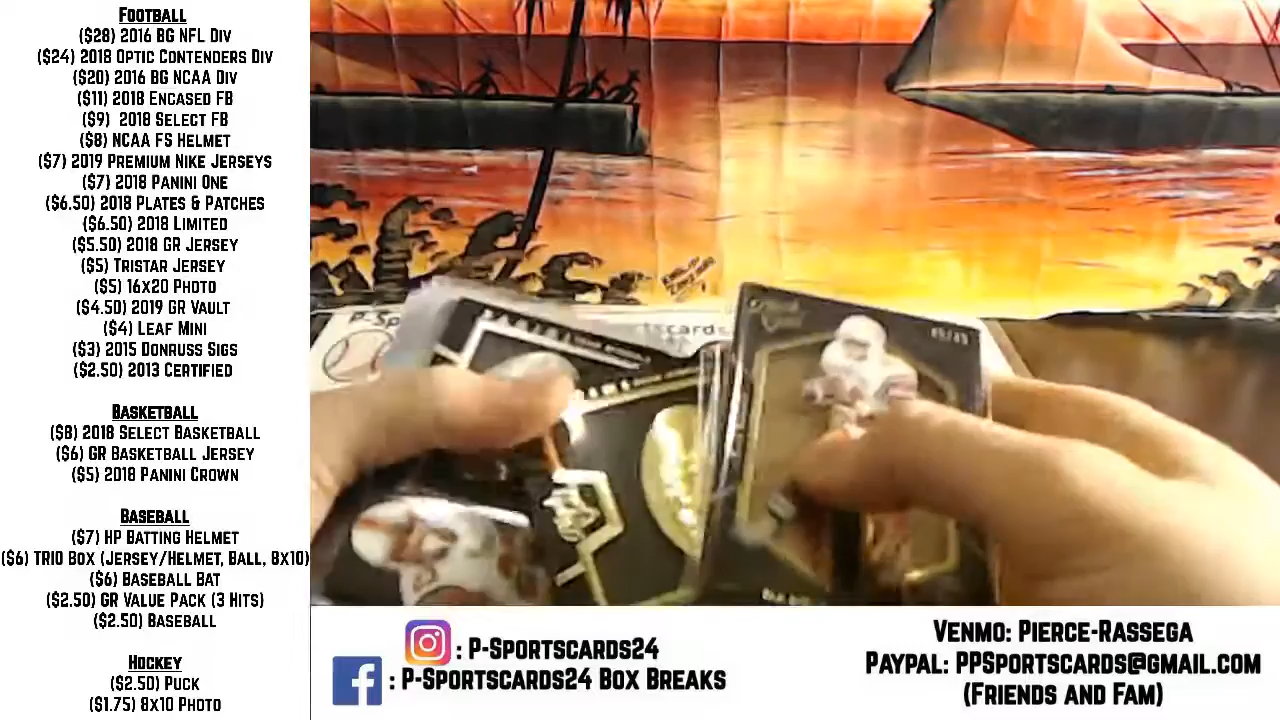 Football
($28) 2016 BG NFL Div
($24) 2018 Optic Contenders Div
($20) 2016 BG NCAA Div
($11) 2018 Encased FB
($9) 2018 Select FB
($8) NCAA FS Helmet
($7) 2019 Premium Nike Jerseys
($7) 2018 Panini One
($6.50) 2018 Plates & Patches
($6.50) 2018 Limited
($5.50) 2018 GR Jersey
($5) Tristar Jersey
($5) 16x20 Photo
($4.50) 2019 GR Vault
($4) Leaf Mini
($3) 2015 Donruss Sigs
($2.50) 2013 Certified
Basketball
($8) 2018 Select Basketball
($6) GR Basketball Jersey
($5) 2018 Panini Crown
Baseball
($7) HP Batting Helmet
($6) Trio Box (Jersey/Helmet, Ball, 8x10)
($6) Baseball Bat
($2.50) GR Value Pack (3 Hits)
($2.50) Baseball
Hockey
($2.50) Puck
($1.75) 8x10 Photo
: P-Sportscards24
: P-Sportscards24 Box Breaks
Venmo: Pierce-Rassega
Paypal: PPSportscards@gmail.com
(Friends and Fam)